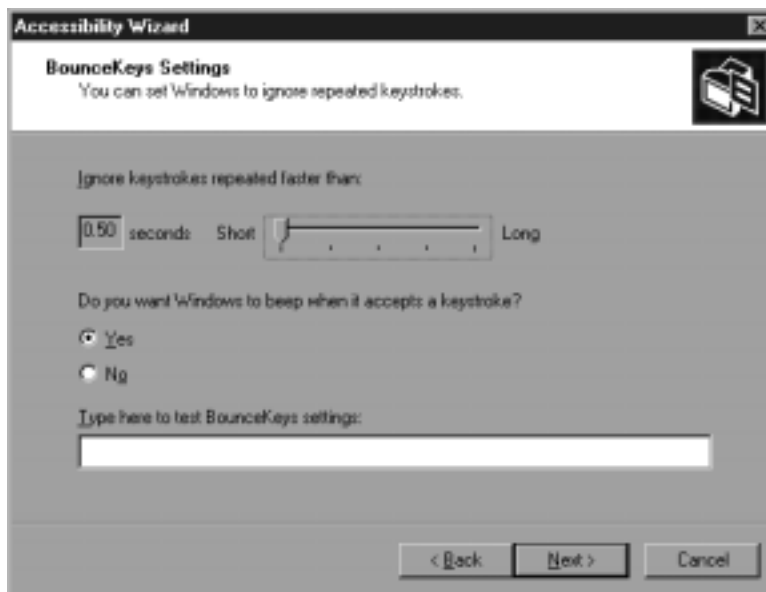 Accessibility Wizard
BounceKeys Settings
You can set Windows to ignore repeated keystrokes.
Ignore keystrokes repeated faster than:
0.50 seconds Short Long
Do you want Windows to beep when it accepts a keystroke?
Yes
No
Type here to test BounceKeys settings:
< Back Next > Cancel